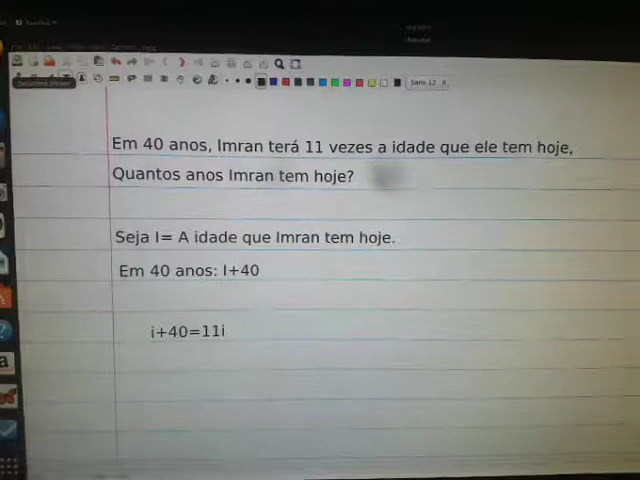 Em 40 anos, Imran terá 11 vezes a idade que ele tem hoje,
Quantos anos Imran tem hoje?
Seja I= A idade que Imran tem hoje.
Em 40 anos: I+40
i+40=11i